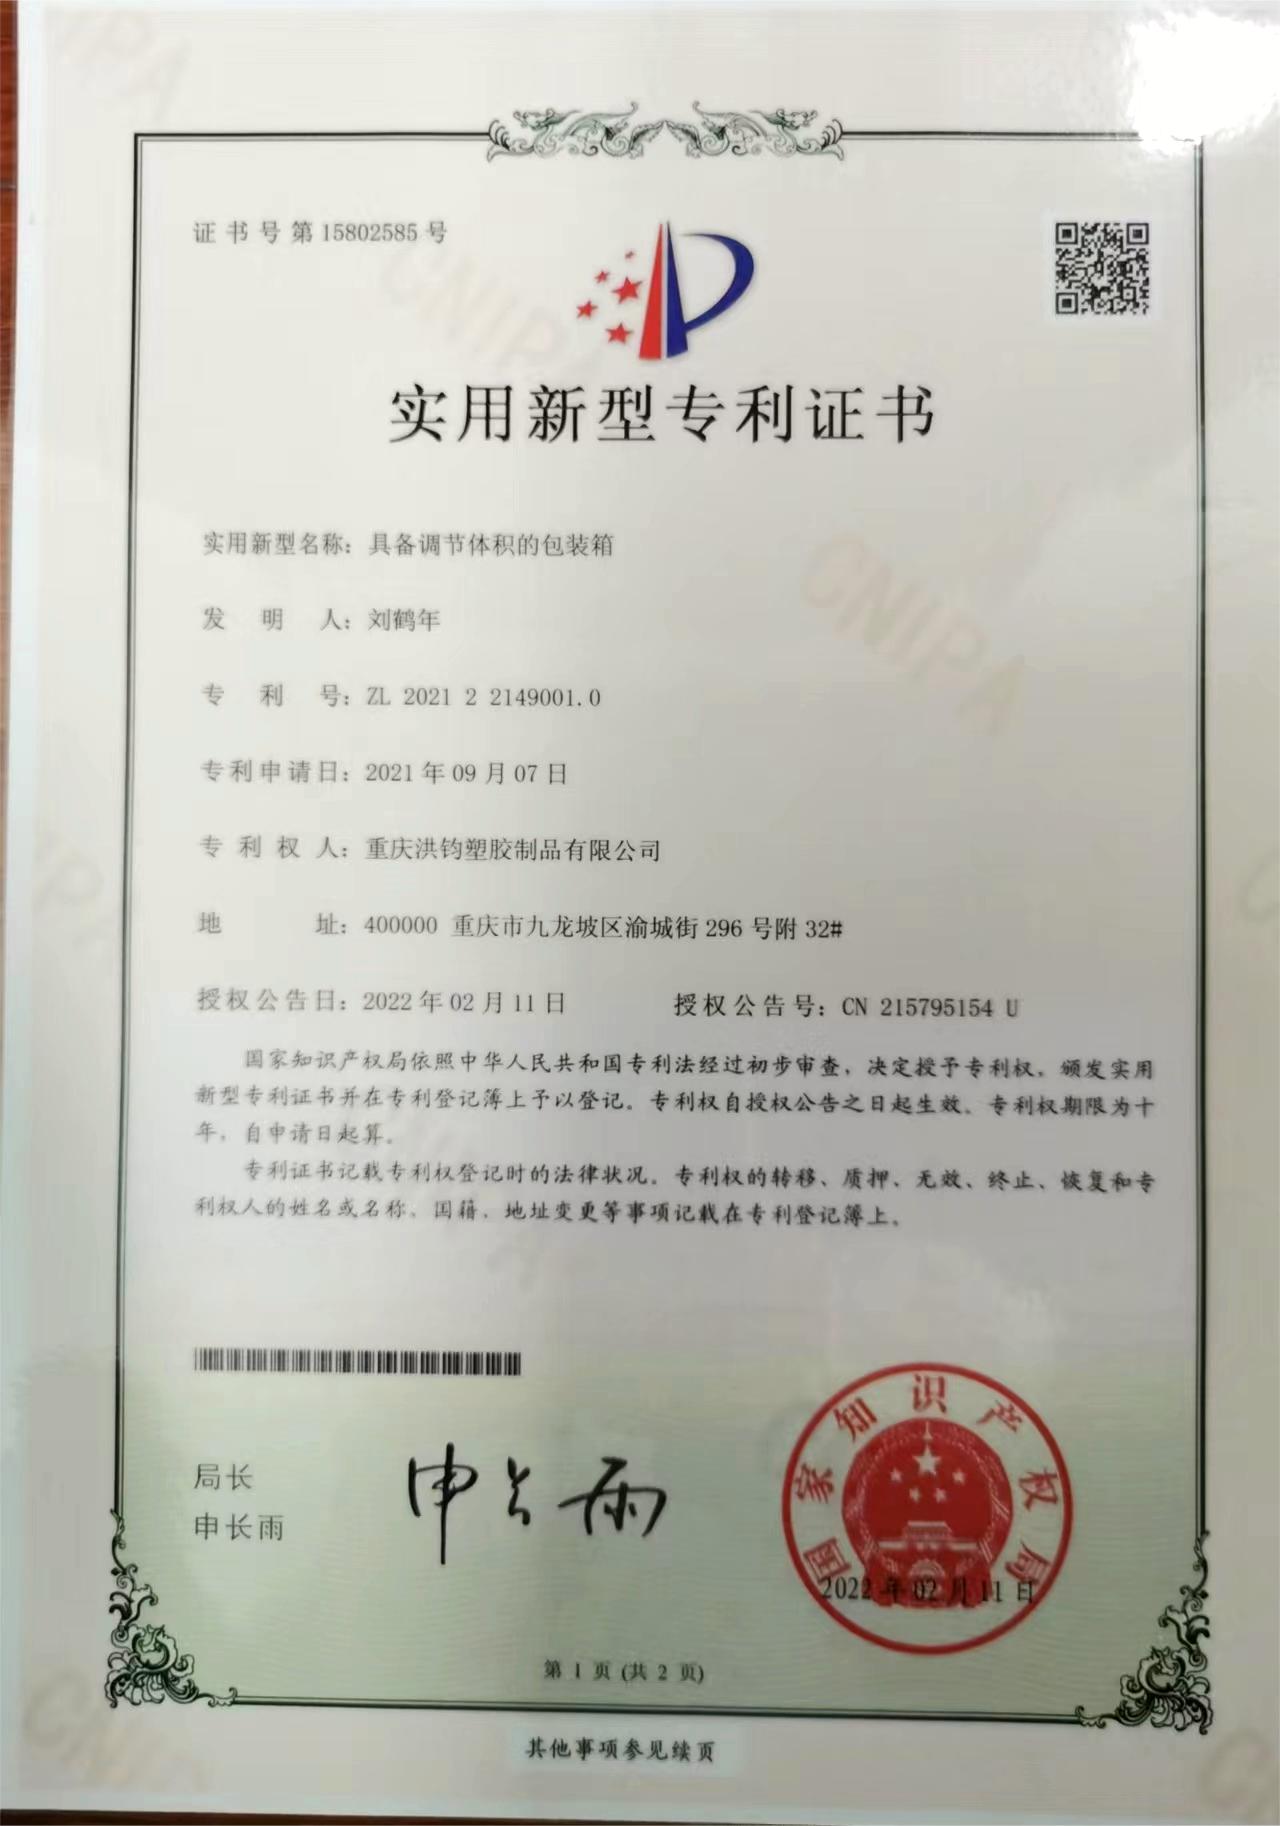 证书号第15802585号
实用新型专利证书
实用新型名称：具备调节体积的包装箱
发明人：刘鹤年
专利号：ZL 2021 2 2149001.0
专利申请日：2021年09月07日
专利权人：重庆洪钧塑胶制品有限公司
地址：400000 重庆市九龙坡区渝城街296号附32#
授权公告日：2022年02月11日 授权公告号：CN 215795154 U
国家知识产权局依照中华人民共和国专利法经过初步审查，决定授予专利权，颁发实用
新型专利证书并在专利登记簿上予以登记。专利权自授权公告之日起生效。专利权期限为十
年，自申请日起算。
专利证书记载专利权登记时的法律状况。专利权的转移、质押、无效、终止、恢复和专
利权人的姓名或名称、国籍、地址变更等事项记载在专利登记簿上。
局长
申长雨
申长雨
国家知识产权局
2022年02月11日
第 1 页 (共 2 页)
其他事项参见续页
CNIPA
CNIPA
CNIPA